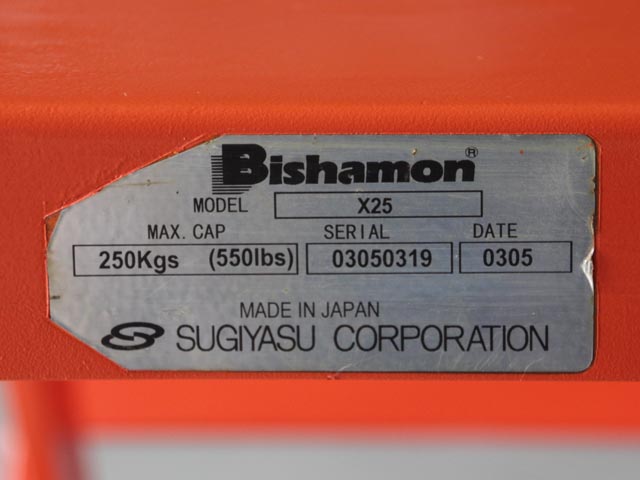 Bishamon®
MODEL X25
MAX. CAP SERIAL DATE
250Kgs (550lbs) 03050319 0305
MADE IN JAPAN
SUGIYASU CORPORATION